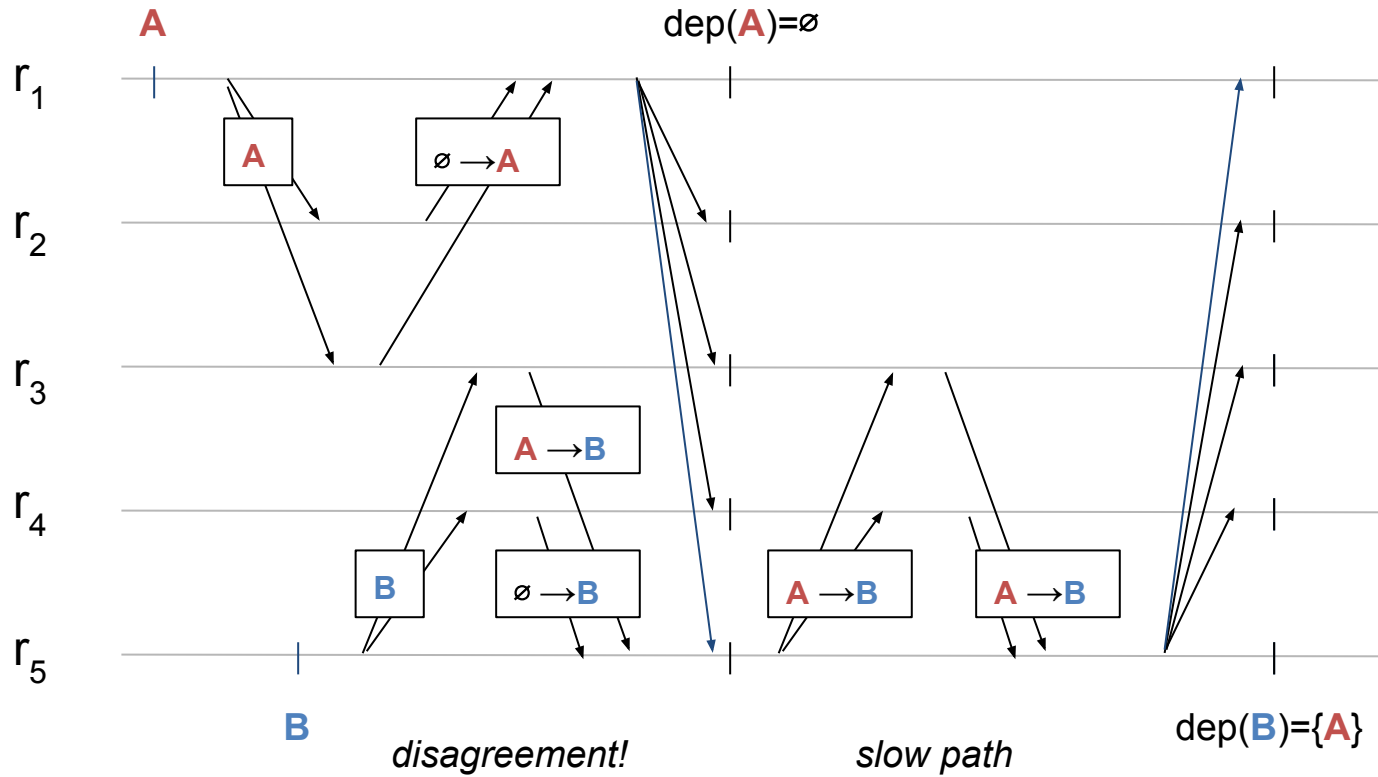 A
dep(A)=∅
r1
A
∅ →A
r2
r3
A →B
r4
B
∅ →B
A →B
A →B
r5
B
dep(B)={A}
disagreement!
slow path